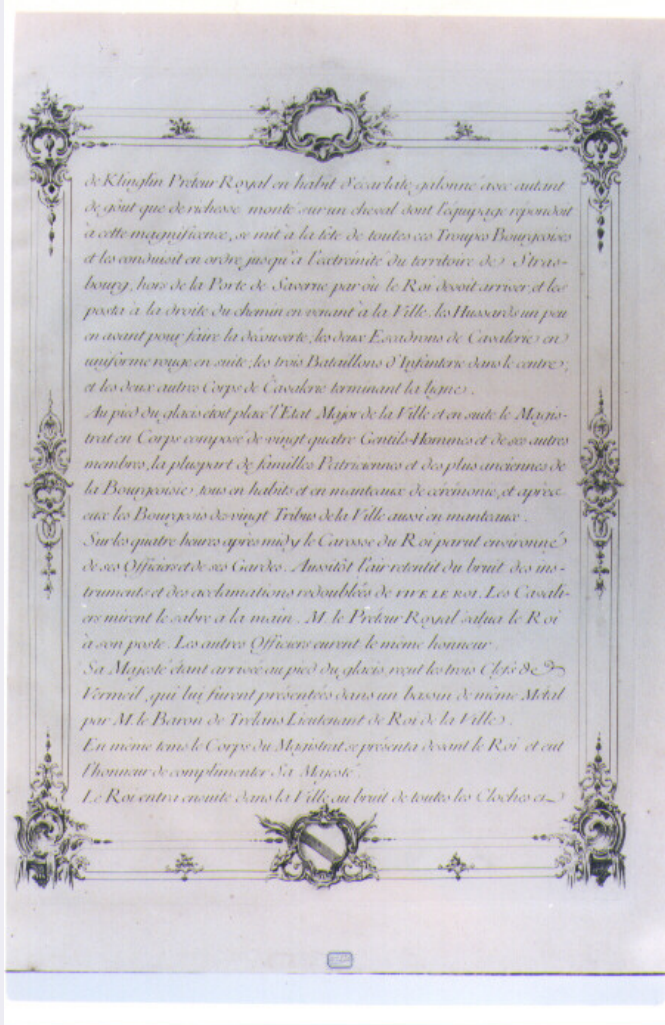 de Klinglin Préteur Royal en habit d'écarlate, galonné avec autant
de goût que de richesse monté sur un cheval dont l'équipage répondoit
à cette magnificence, se mit à la tête de toutes ces Troupes Bourgeoises
et les conduisit en ordre jusqu'à l'extrémité du territoire de Stras-
bourg, hors de la Porte de Saverne par où le Roi devoit arriver, et les
posta à la droite du chemin en venant à la Ville, les Hussards un peu
en avant pour faire la découverte, les deux Escadrons de Cavalerie en
uniforme rouge en suite, les trois Bataillons d'Infanterie dans le centre,
et les deux autres Corps de Cavalerie terminant la ligne.
Au pied du glacis étoit placé l'Etat Major de la Ville et en suite le Magis-
trat en Corps composé de vingt quatre Gentils-Hommes et de ses autres
membres, la pluspart de familles Patriciennes et des plus anciennes de
la Bourgeoisie, tous en habits et en manteaux de cérémonie, et après
eux les Bourgeois de vingt Tribus de la Ville aussi en manteaux.
Sur les quatre heures apres midy le Carosse du Roi parut environné
de ses Officiers et de ses Gardes. Aussitôt l'air retentit du bruit des ins-
truments et des acclamations redoublées de VIVE LE ROI. Les Cavali-
ers mirent le sabre à la main. M. le Préteur Royal salua le Roi
à son poste. Les autres Officiers eurent le même honneur.
Sa Majesté étant arrivée au pied du glacis, reçut les trois Clefs de
Vermeil, qui lui furent présentées dans un bassin de même Métal
par M. le Baron de Trélans Lieutenant de Roi de la Ville.
En même tems le Corps du Magistrat se présenta devant le Roi et eut
l'honneur de complimenter Sa Majesté.
Le Roi entra ensuite dans la Ville au bruit de toutes les Cloches et